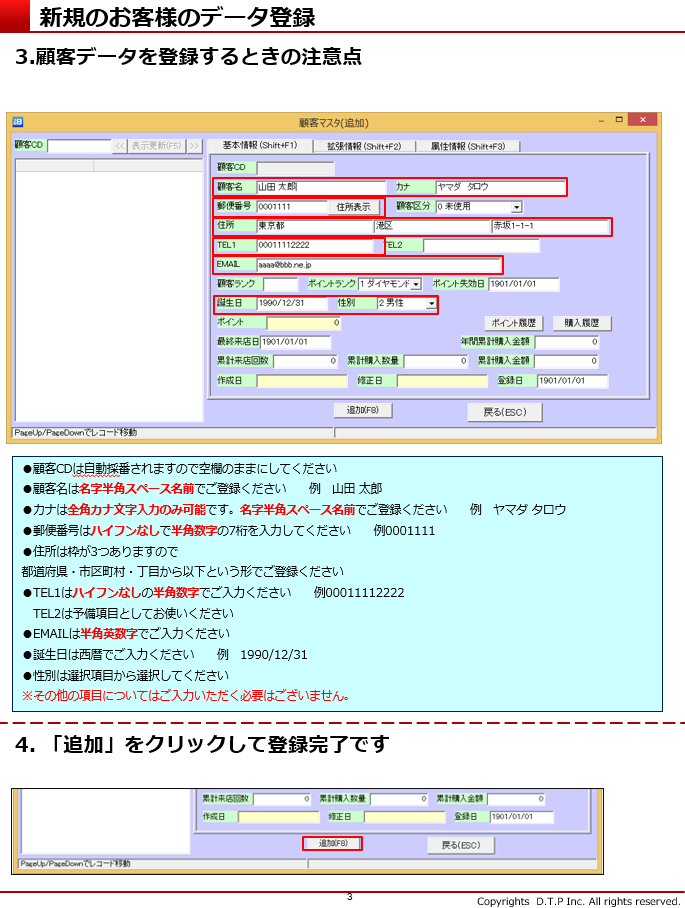 新規のお客様のデータ登録
3.顧客データを登録するときの注意点
顧客マスタ(追加)
顧客CD << 表示更新(F5) >>
基本情報(Shift+F1) 拡張情報(Shift+F2) 属性情報(Shift+F3)
顧客CD
顧客名 山田 太郎 カナ ヤマダ タロウ
郵便番号 0001111 住所表示 顧客区分 0 未使用
住所 東京都 港区 赤坂1-1-1
TEL1 00011112222 TEL2
EMAIL aaaa@bbb.ne.jp
顧客ランク ポイントランク 1 ダイヤモンド ポイント失効日 1901/01/01
誕生日 1990/12/31 性別 2 男性
ポイント 0 ポイント履歴 購入履歴
最終来店日 1901/01/01 年間累計購入金額 0
累計来店回数 0 累計購入数量 0 累計購入金額 0
作成日 修正日 登録日 1901/01/01
追加(F8) 戻る(ESC)
PageUp/PageDownでレコード移動
●顧客CDは自動採番されますので空欄のままにしてください
●顧客名は名字半角スペース名前でご登録ください 例 山田 太郎
●カナは全角カナ文字入力のみ可能です。名字半角スペース名前でご登録ください 例 ヤマダ タロウ
●郵便番号はハイフンなしで半角数字の7桁を入力してください 例0001111
●住所は枠が3つありますので
都道府県・市区町村・丁目から以下という形でご登録ください
●TEL1はハイフンなしの半角数字でご入力ください 例00011112222
TEL2は予備項目としてお使いください
●EMAILは半角英数字でご入力ください
●誕生日は西暦でご入力ください 例 1990/12/31
●性別は選択項目から選択してください
※その他の項目についてはご入力いただく必要はございません。
4. 「追加」をクリックして登録完了です
累計来店回数 0 累計購入数量 0 累計購入金額 0
作成日 修正日 登録日 1901/01/01
追加(F8) 戻る(ESC)
PageUp/PageDownでレコード移動
3
Copyrights D.T.P Inc. All rights reserved.